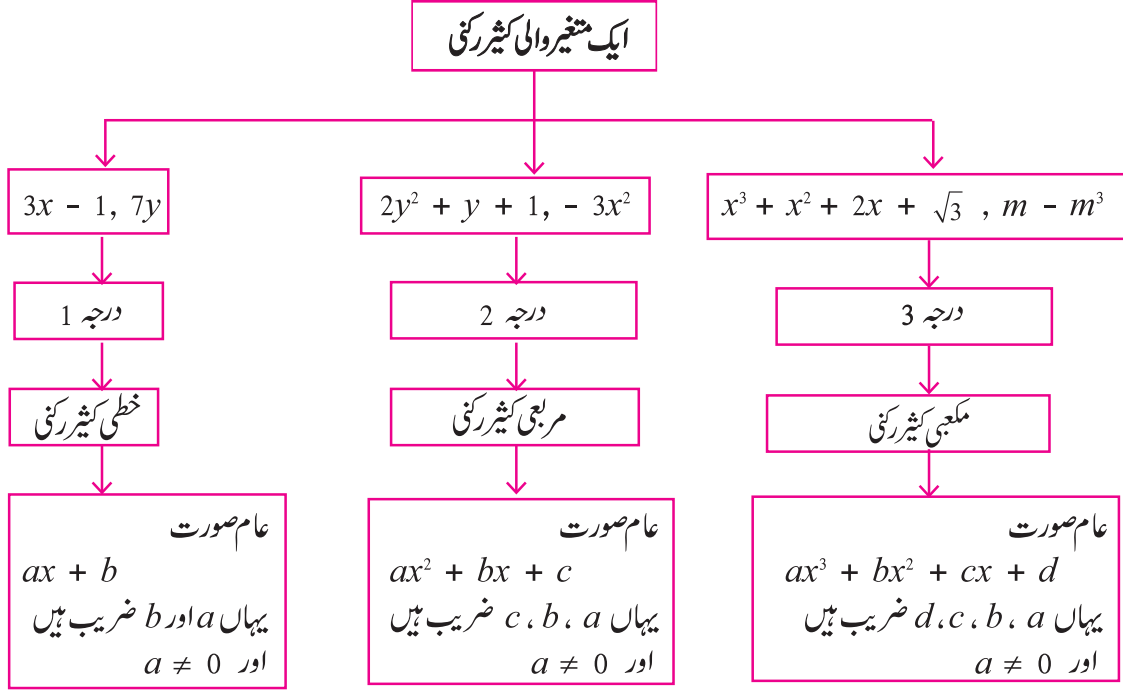 ایک متغیر والی کثیر رکنی
3x − 1, 7y
2y² + y + 1, − 3x²
x³ + x² + 2x + √3 , m − m³
درجہ 1
درجہ 2
درجہ 3
خطی کثیر رکنی
مربعی کثیر رکنی
مکعبی کثیر رکنی
عام صورت
ax + b
یہاں a اور b ضریب ہیں
اور a ≠ 0
عام صورت
ax² + bx + c
یہاں a ، b ، c ضریب ہیں
اور a ≠ 0
عام صورت
ax³ + bx² + cx + d
یہاں a ، b ،c ،d ضریب ہیں
اور a ≠ 0